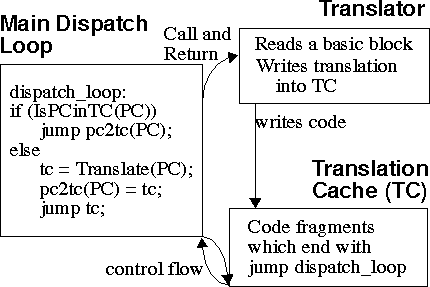 Main Dispatch
Loop
dispatch_loop:
if (IsPCinTC(PC))
jump pc2tc(PC);
else
tc = Translate(PC);
pc2tc(PC) = tc;
jump tc;
Call and
Return
Translator
Reads a basic block
Writes translation
into TC
writes code
Translation
Cache (TC)
Code fragments
which end with
jump dispatch_loop
control flow